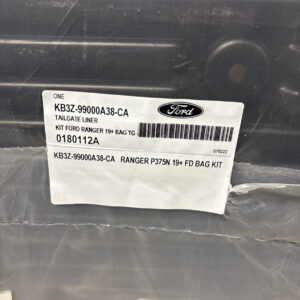 ONE
KB3Z-99000A38-CA
TAILGATE LINER
KIT FORD RANGER 19+ BAG TG
0180112A
Ford
078222
KB3Z-99000A38-CA RANGER P375N 19+ FD BAG KIT